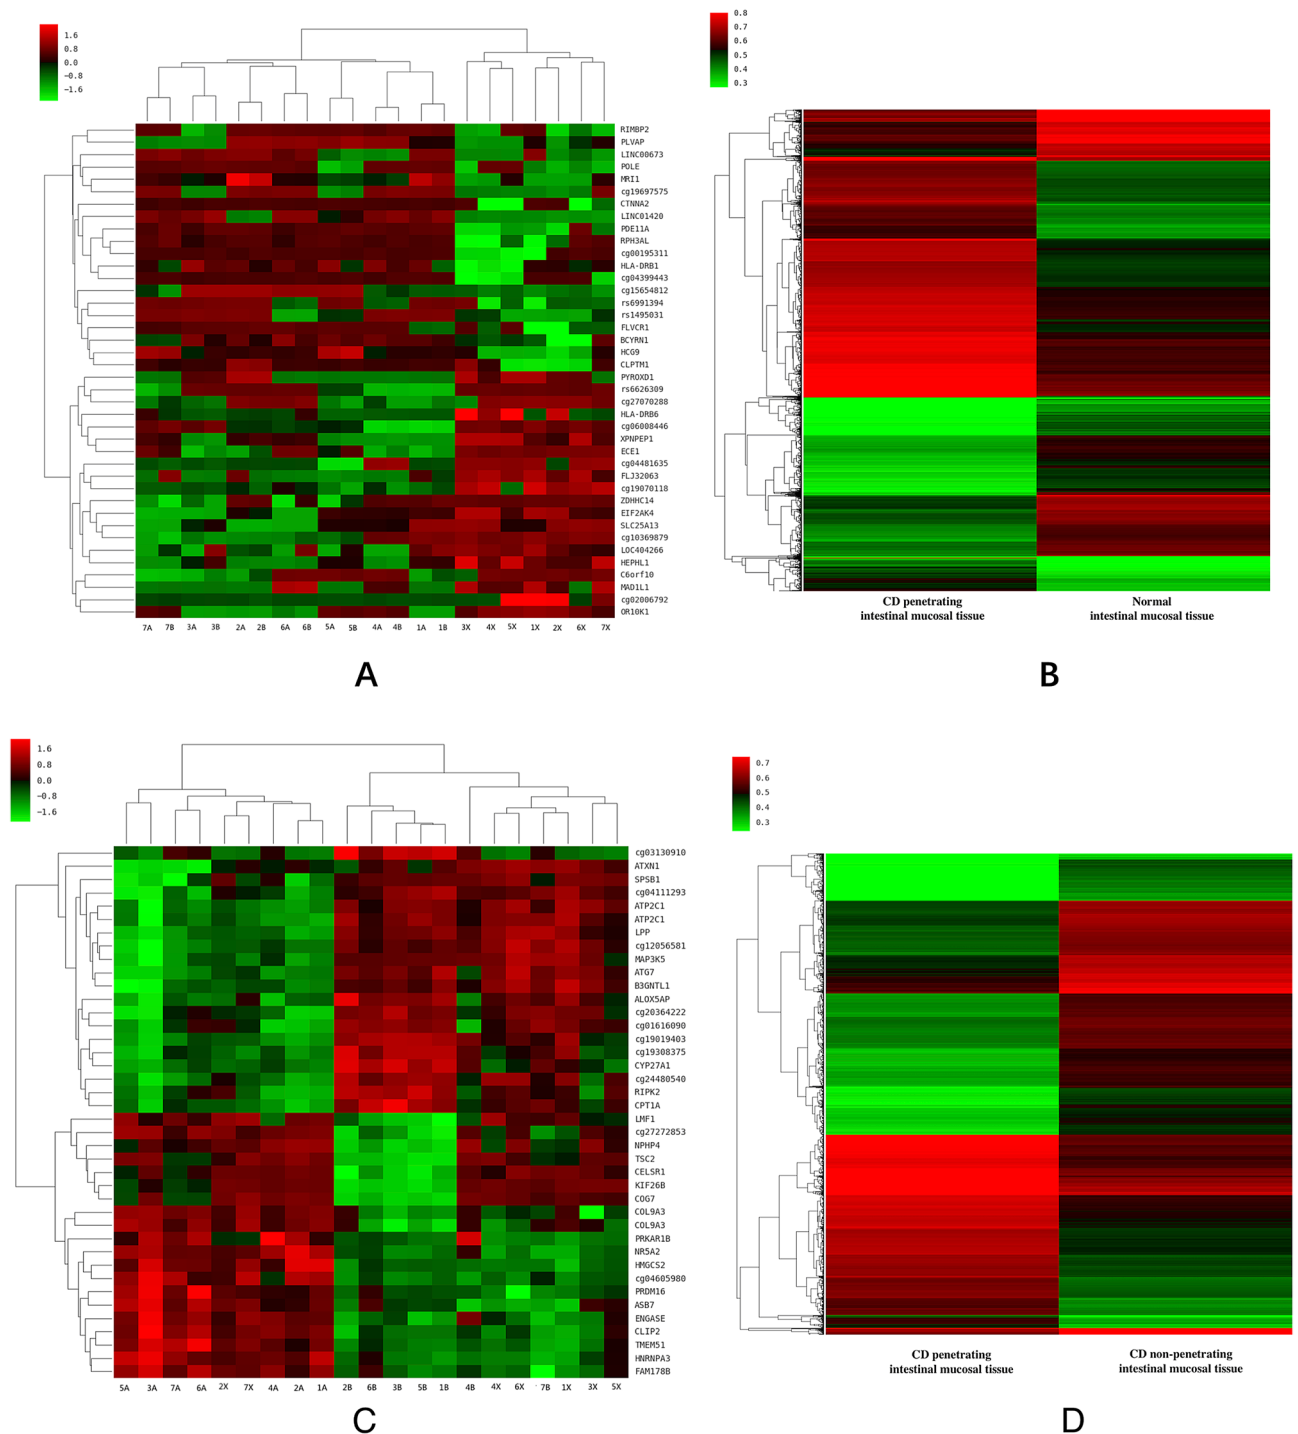 1.6
0.8
0.0
−0.8
−1.6
RIMBP2
PLVAP
LINC00673
POLE
MRI1
cg19697575
CTNNA2
LINC01420
PDE11A
RPH3AL
cg00195311
HLA-DRB1
cg04399443
cg15654812
rs6991394
rs1495031
FLVCR1
BCYRN1
HCG9
CLPTM1
PYROXD1
rs6626309
cg27070288
HLA-DRB6
cg06008446
XPNPEP1
ECE1
cg04481635
FLJ32063
cg19070118
ZDHHC14
EIF2AK4
SLC25A13
cg10369879
LOC404266
HEPHL1
C6orf10
MAD1L1
cg02006792
OR10K1
7A 7B 3A 3B 2A 2B 6A 6B 5A 5B 4A 4B 1A 1B 3X 4X 5X 1X 2X 6X 7X
A
0.8
0.6
0.5
0.4
0.3
CD penetrating
intestinal mucosal tissue
Normal
intestinal mucosal tissue
B
1.6
0.8
0.0
−0.8
−1.6
cg03130910
ATXN1
SPSB1
cg04111293
ATP2C1
ATP2C1
LPP
cg12056581
MAP3K5
ATG7
B3GNTL1
ALOX5AP
cg20364222
cg01616090
cg19019403
cg19308375
CYP27A1
cg24480540
RIPK2
CPT1A
LMF1
cg27272853
NPHP4
TSC2
CELSR1
KIF26B
COG7
COL9A3
COL9A3
PRKAR1B
NR5A2
HMGCS2
cg04605980
PRDM16
ASB7
ENGASE
CLIP2
TMEM51
HNRNPA3
FAM178B
5A 3A 7A 6A 2X 7X 4A 2A 1A 2B 6B 3B 5B 1B 4B 4X 6X 7B 1X 3X 5X
C
0.7
0.6
0.5
0.4
0.3
CD penetrating
intestinal mucosal tissue
CD non-penetrating
intestinal mucosal tissue
D